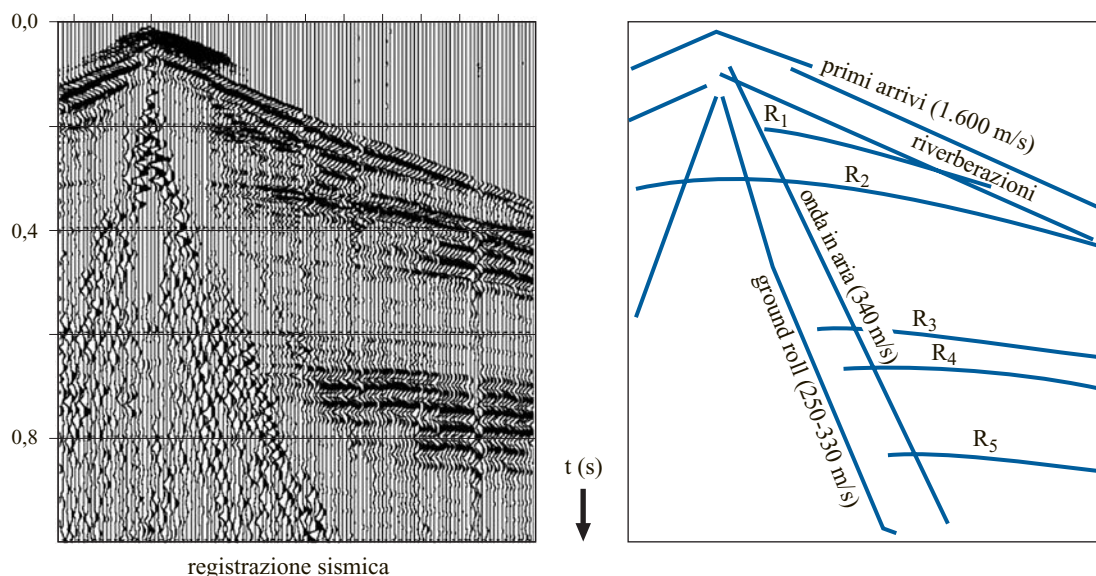 0,0
0,4
0,8
registrazione sismica
t (s)
primi arrivi (1.600 m/s)
riverberazioni
R1
R2
onda in aria (340 m/s)
ground roll (250-330 m/s)
R3
R4
R5